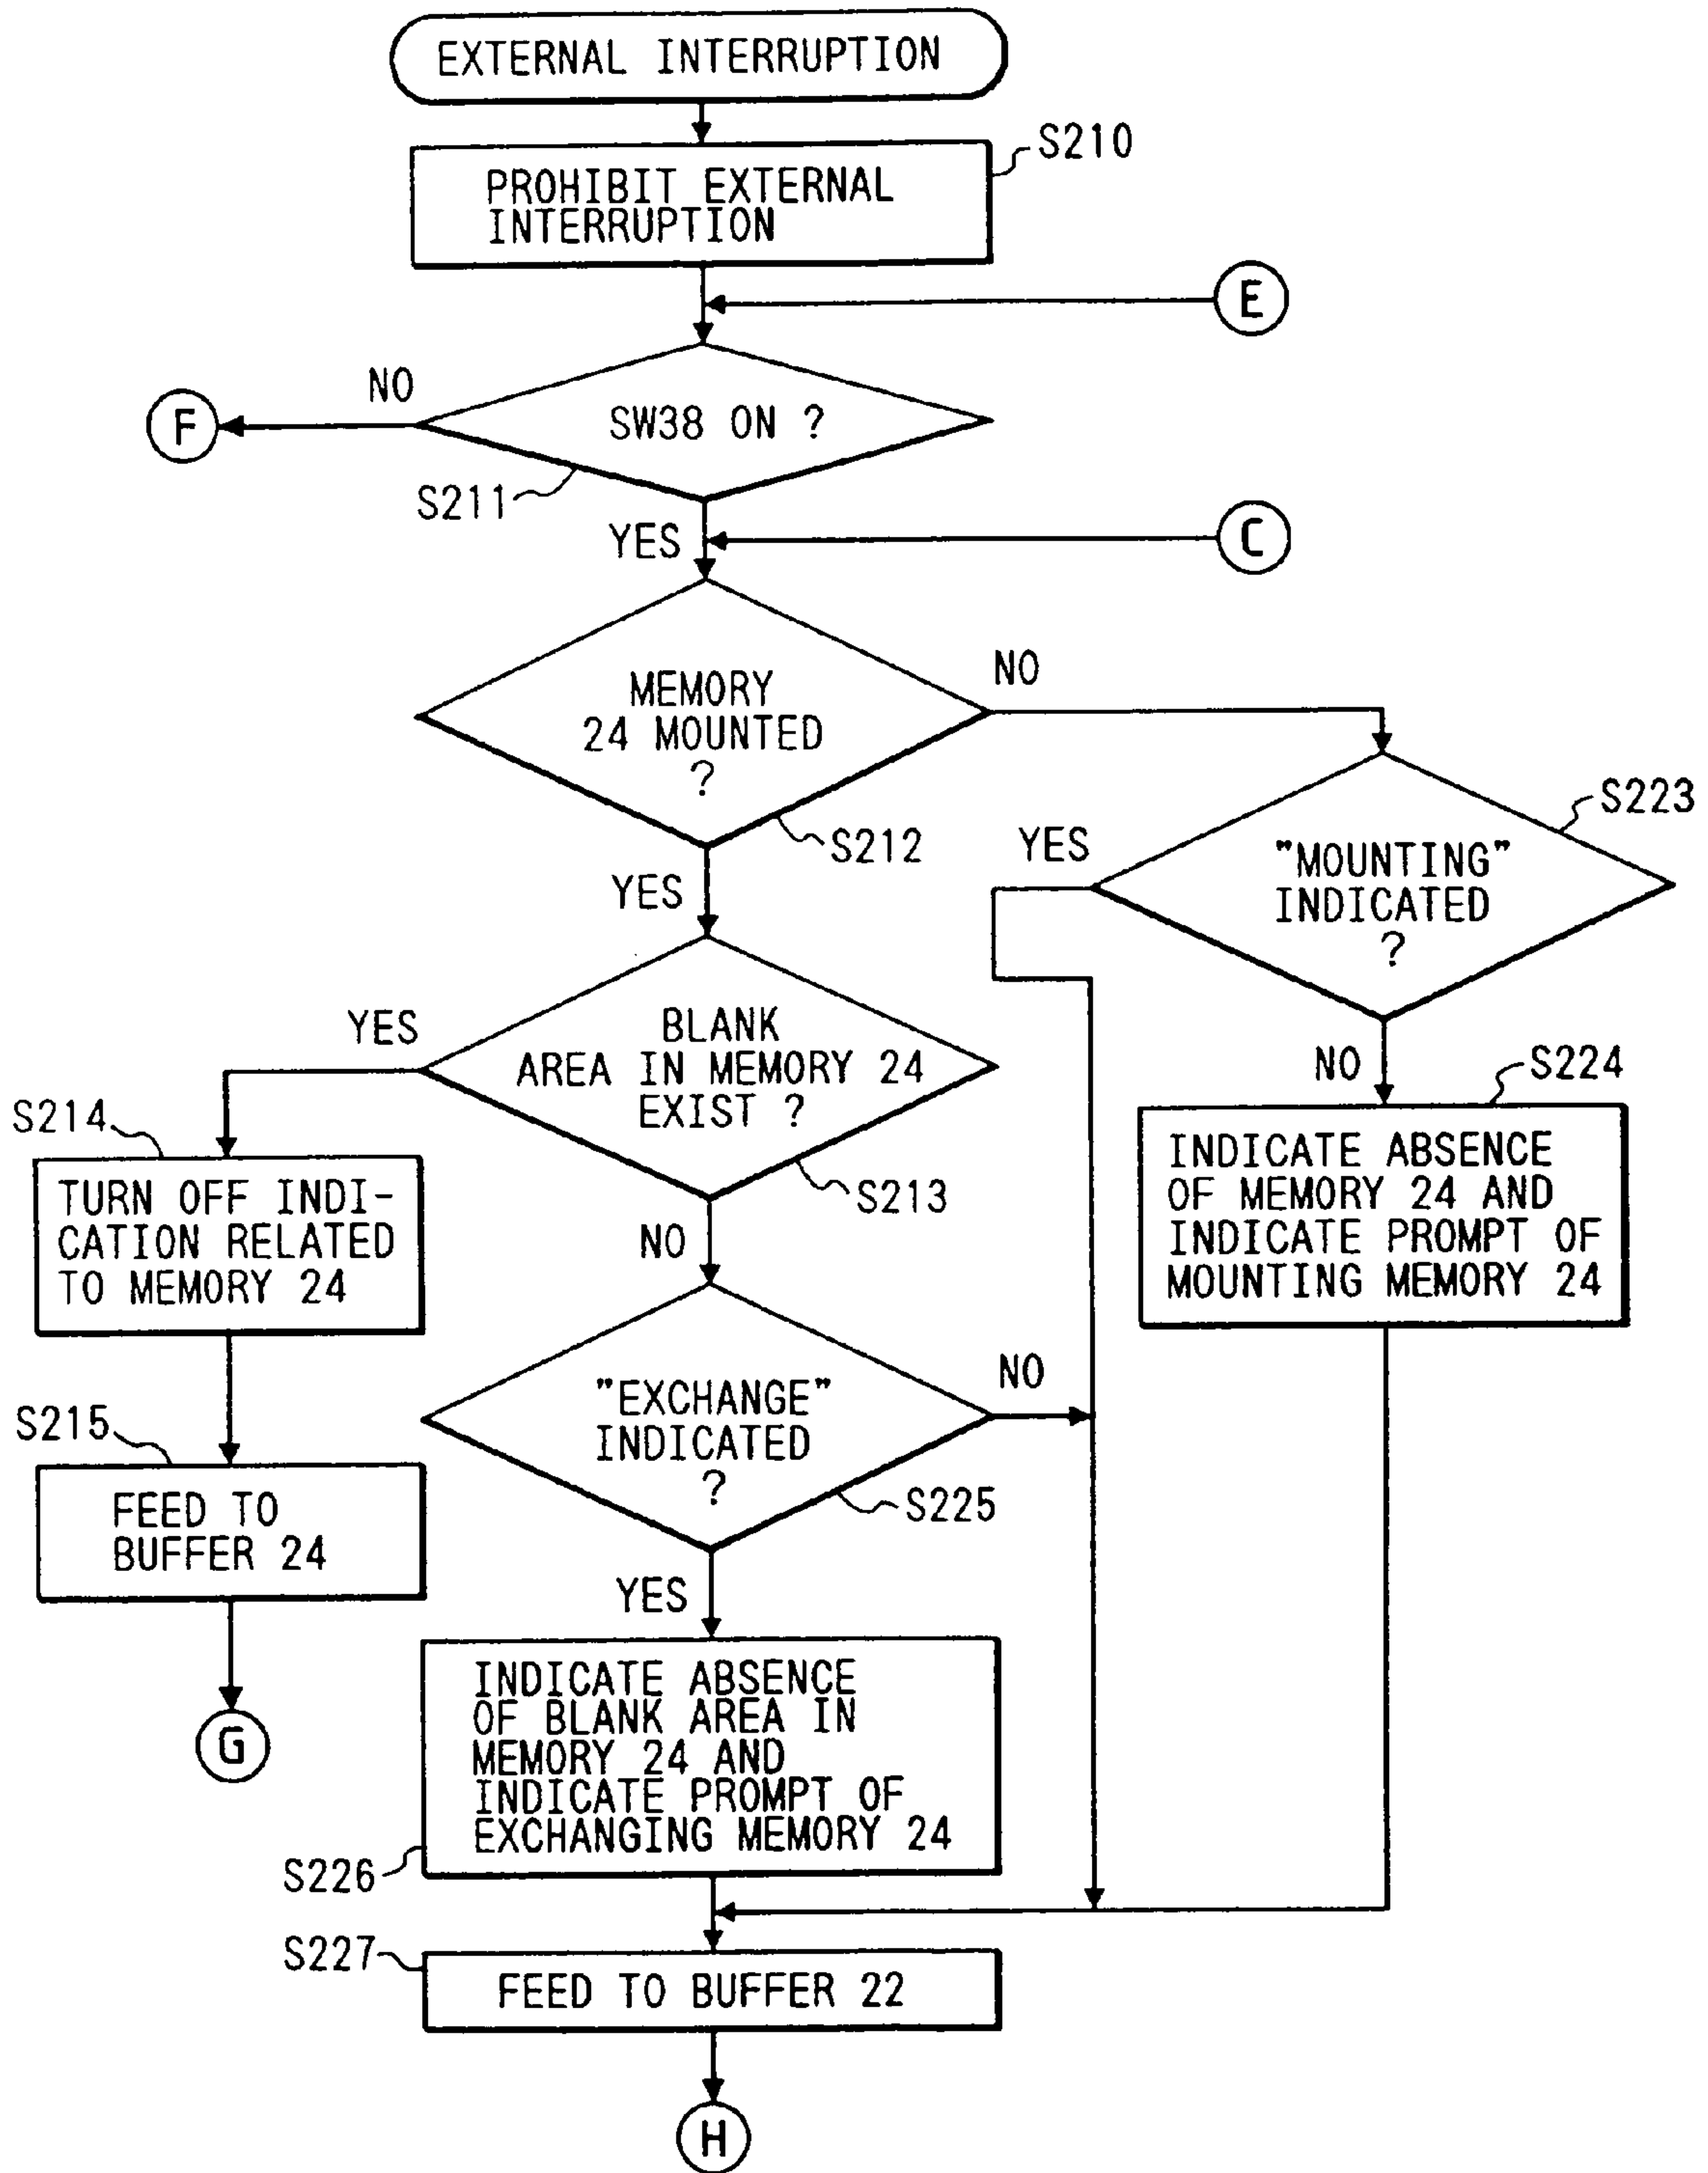 EXTERNAL INTERRUPTION
S210
PROHIBIT EXTERNAL
INTERRUPTION
E
NO
F
SW38 ON ?
S211
YES
C
MEMORY
24 MOUNTED
?
NO
S212
S223
YES
"MOUNTING"
INDICATED
?
YES
BLANK
AREA IN MEMORY 24
EXIST ?
YES
S213
NO
S224
INDICATE ABSENCE
OF MEMORY 24 AND
INDICATE PROMPT OF
MOUNTING MEMORY 24
S214
TURN OFF INDI-
CATION RELATED
TO MEMORY 24
NO
S215
FEED TO
BUFFER 24
G
"EXCHANGE"
INDICATED
?
NO
S225
YES
INDICATE ABSENCE
OF BLANK AREA IN
MEMORY 24 AND
INDICATE PROMPT OF
EXCHANGING MEMORY 24
S226
S227
FEED TO BUFFER 22
H